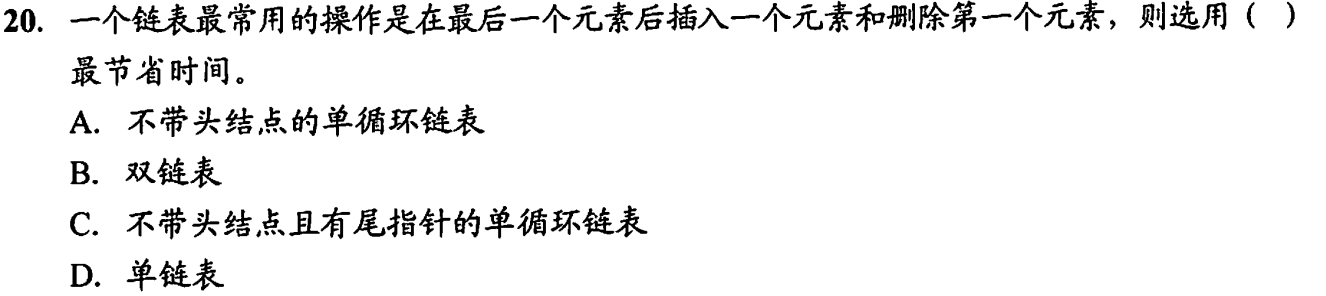 20. 一个链表最常用的操作是在最后一个元素后插入一个元素和删除第一个元素，则选用（ ）
最节省时间。
A. 不带头结点的单循环链表
B. 双链表
C. 不带头结点且有尾指针的单循环链表
D. 单链表